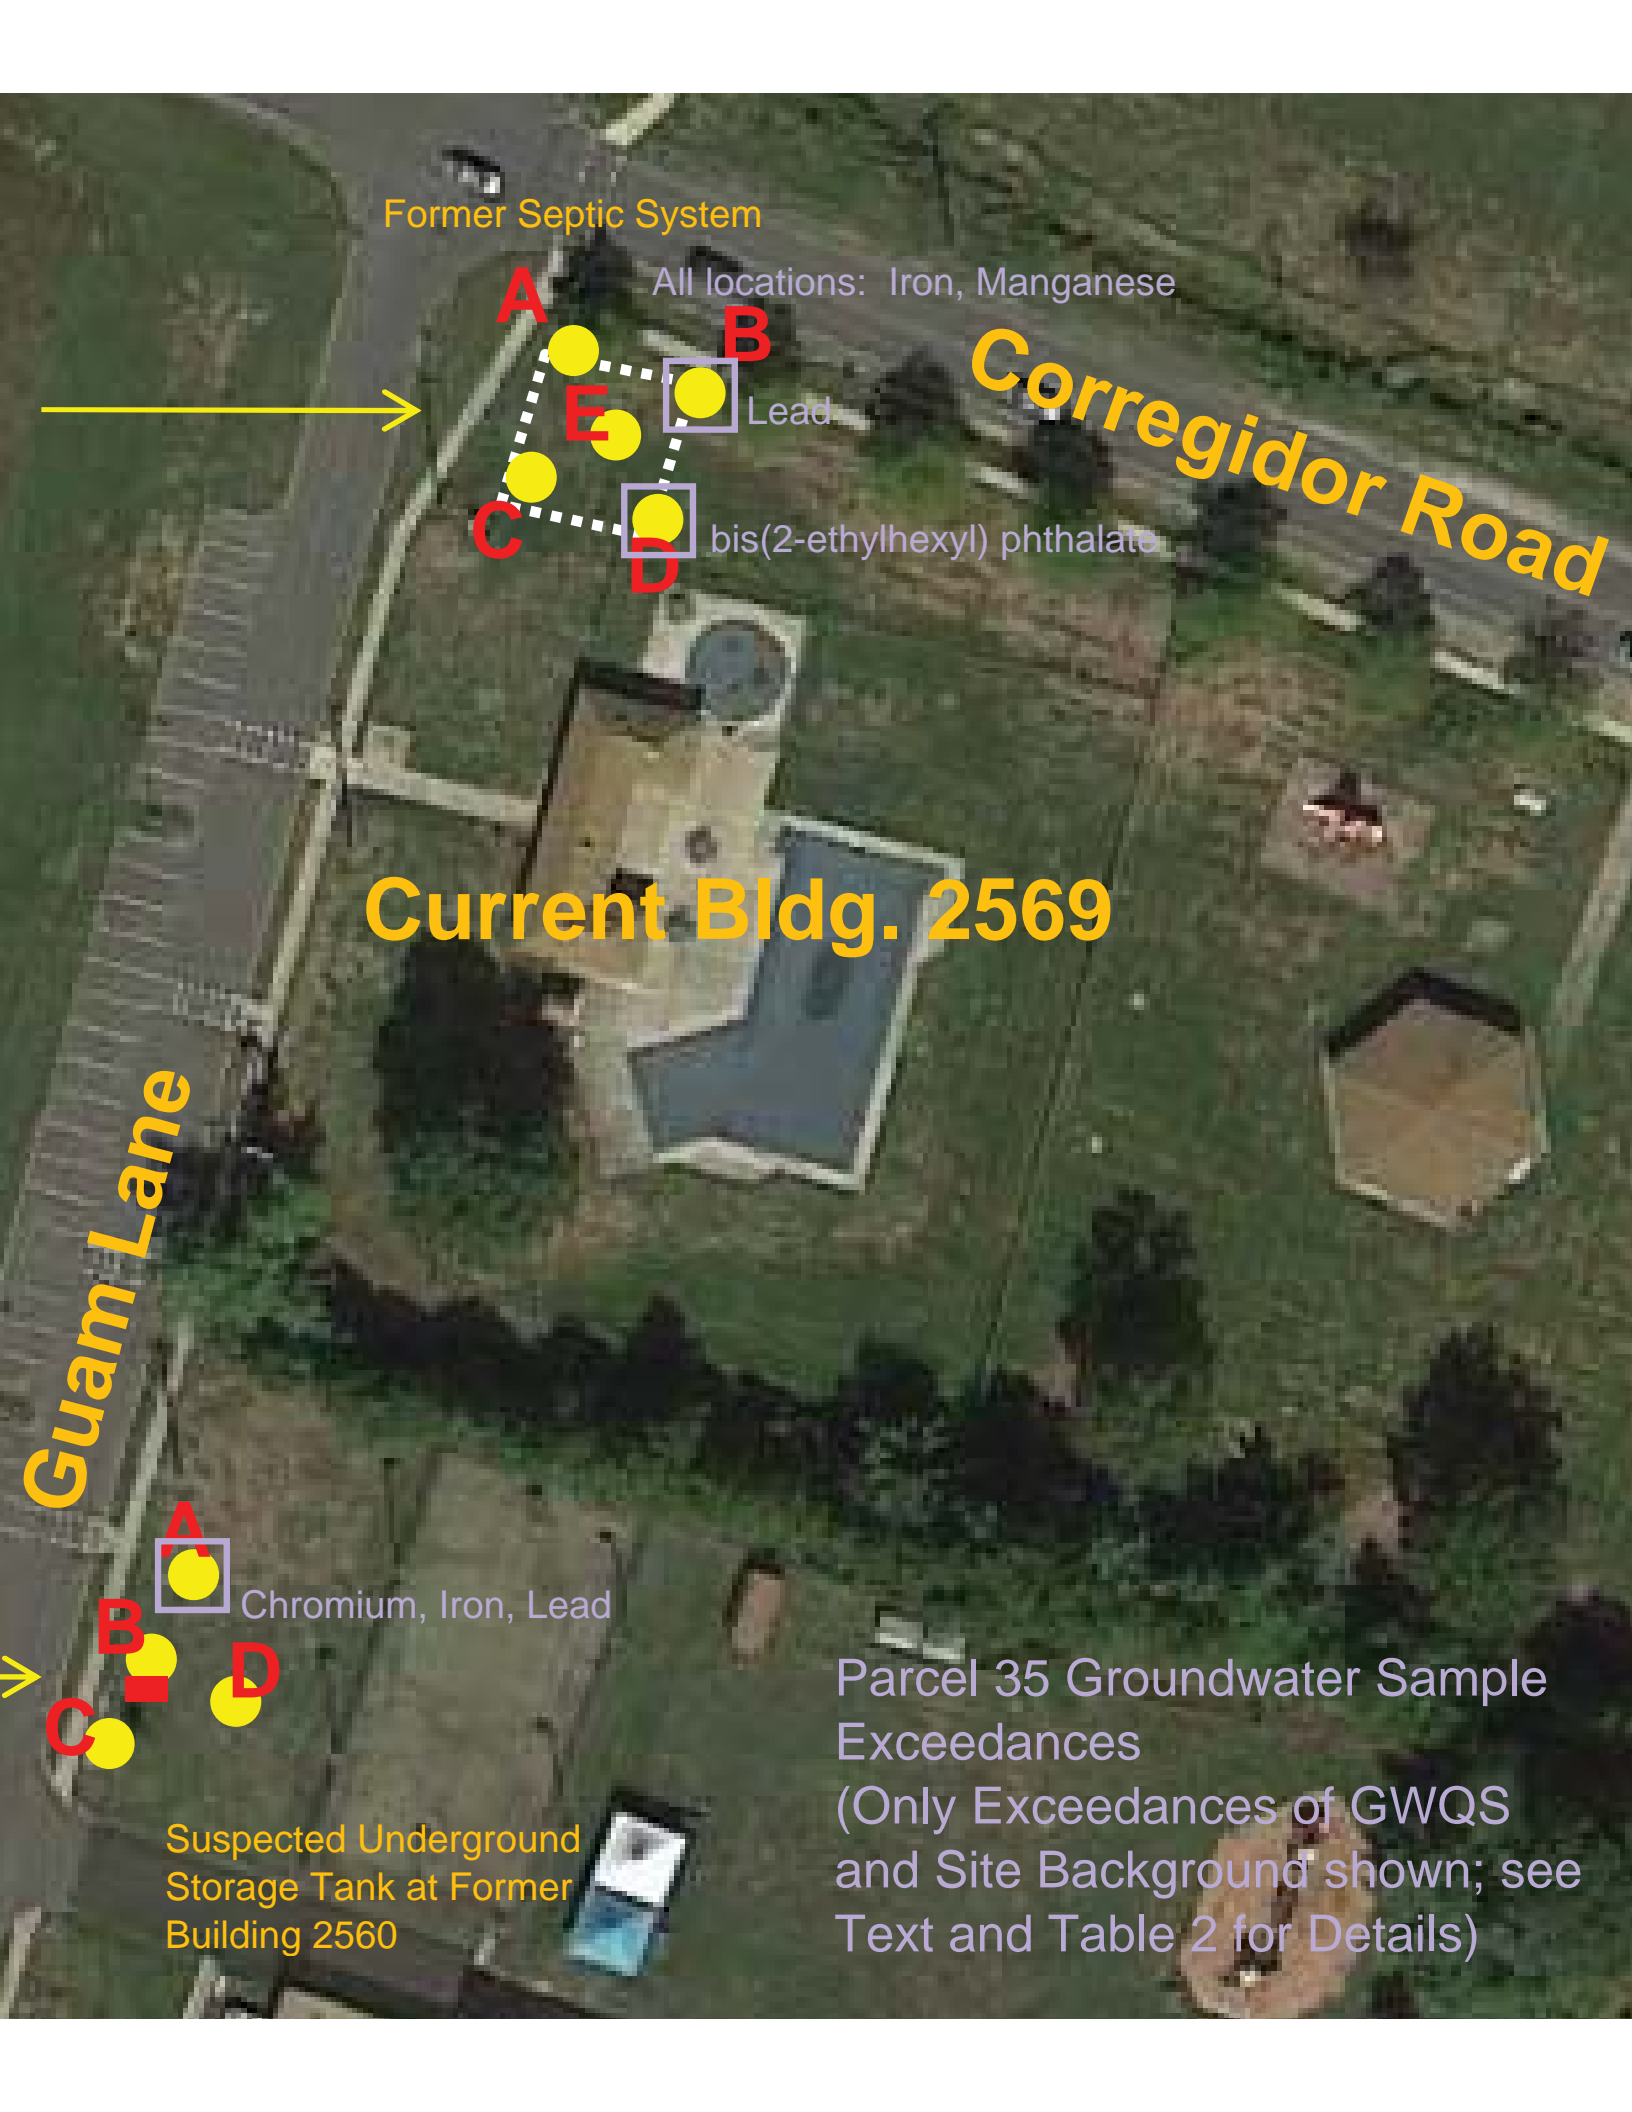 Former Septic System
All locations: Iron, Manganese
A
B
Corregidor Road
E
Lead
C
D
bis(2-ethylhexyl) phthalate
Current Bldg. 2569
Guam Lane
A
Chromium, Iron, Lead
B
D
C
Parcel 35 Groundwater Sample
Exceedances
(Only Exceedances of GWQS
and Site Background shown; see
Text and Table 2 for Details)
Suspected Underground
Storage Tank at Former
Building 2560